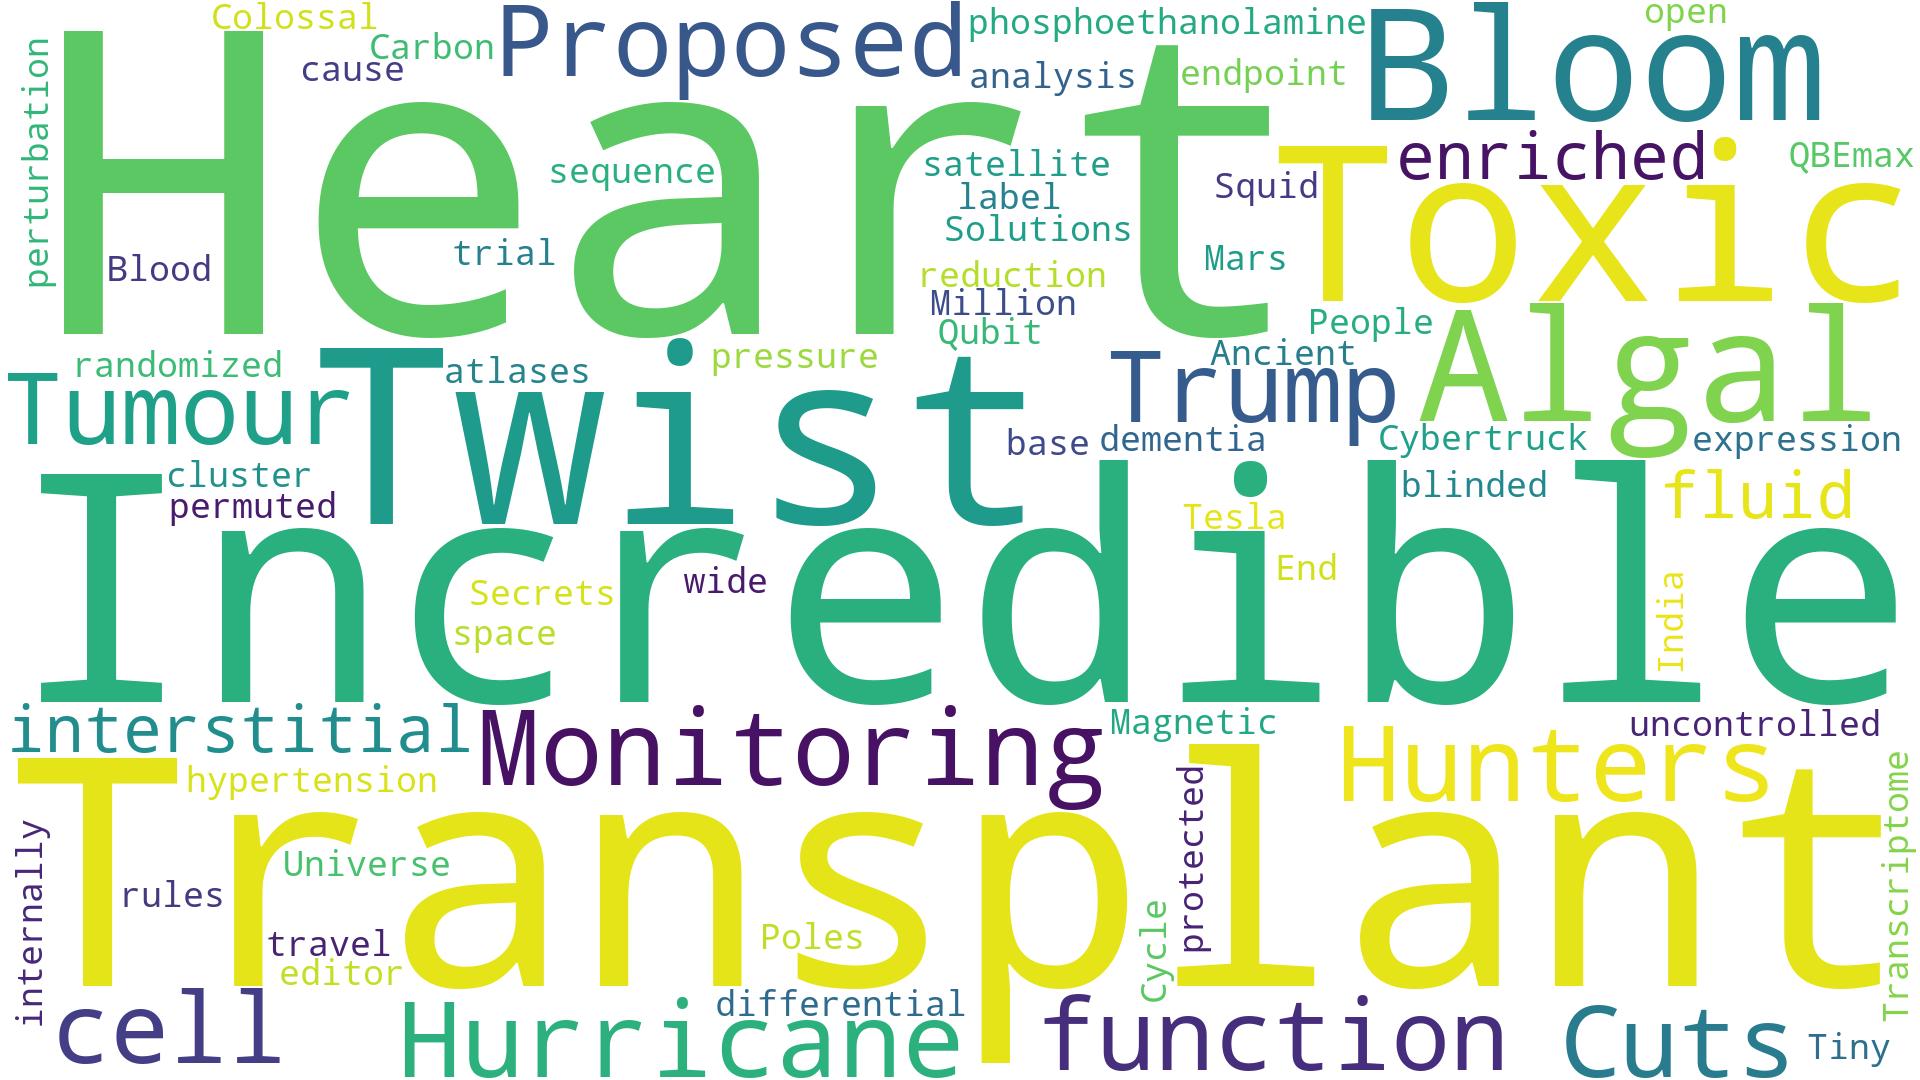 Colossal
Carbon
cause
Proposed
phosphoethanolamine
analysis
endpoint
Bloom
open
perturbation
Heart
sequence
Blood
trial
satellite
label
Solutions
reduction
Million
Qubit
Squid
Mars
enriched
QBEmax
Toxic
People
Ancient
Algal
randomized
Tumour
Twist
atlases
pressure
Trump
base
dementia
Cybertruck
expression
cluster
permuted
blinded
fluid
Tesla
Incredible
Secrets
space
wide
End
India
interstitial
Monitoring
Magnetic
Hunters
uncontrolled
hypertension
Transplant
internally
rules
Universe
travel
editor
Poles
Cycle
protected
Transcriptome
cell
Hurricane
differential
function
Cuts
Tiny